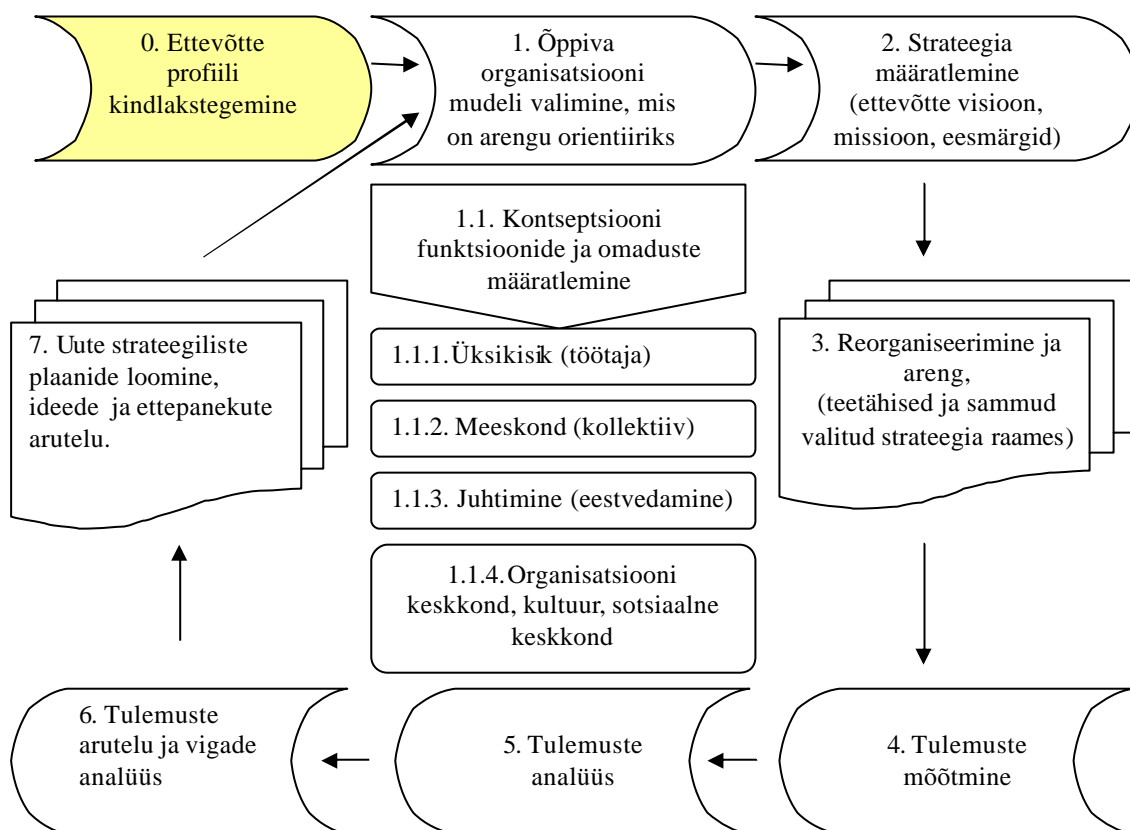 0. Ettevõtte
profiili
kindlakstegemine
1. Õppiva
organisatsiooni
mudeli valimine, mis
on arengu orientiiriks
2. Strateegia
määratlemine
(ettevõtte visioon,
missioon, eesmärgid)
1.1. Kontseptsiooni
funktsioonide ja omaduste
määratlemine
1.1.1. Üksikisik (töötaja)
1.1.2. Meeskond (kollektiiv)
1.1.3. Juhtimine (eestvedamine)
1.1.4. Organisatsiooni
keskkond, kultuur, sotsiaalne
keskkond
3. Reorganiseerimine ja
areng,
(teetähised ja sammud
valitud strateegia raames)
4. Tulemuste
mõõtmine
5. Tulemuste
analüüs
6. Tulemuste
arutelu ja vigade
analüüs
7. Uute strateegiliste
plaanide loomine,
ideede ja ettepanekute
arutelu.